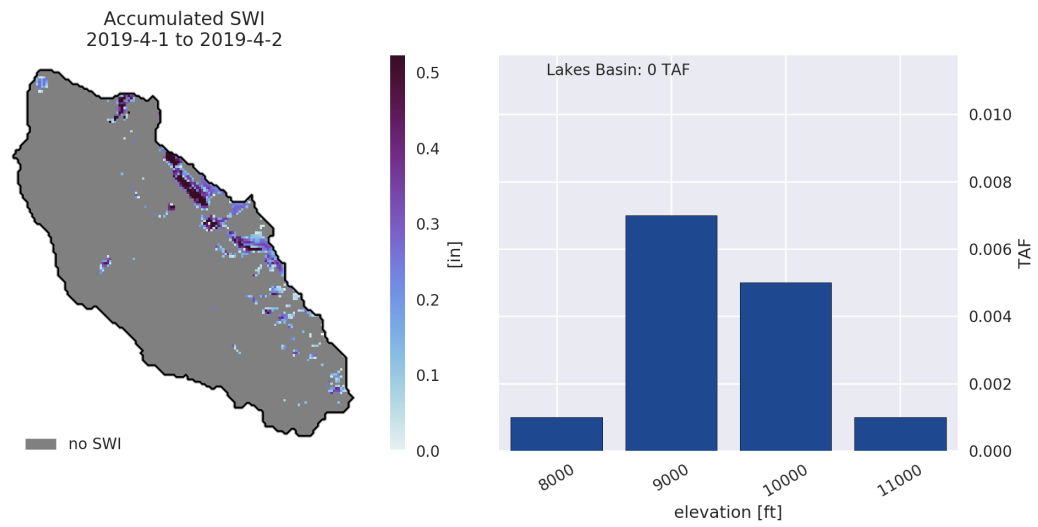 Accumulated SWI
2019-4-1 to 2019-4-2
0.5
0.4
0.3
0.2
0.1
0.0
[in]
no SWI
Lakes Basin: 0 TAF
0.010
0.008
0.006
0.004
0.002
0.000
TAF
8000
9000
10000
11000
elevation [ft]